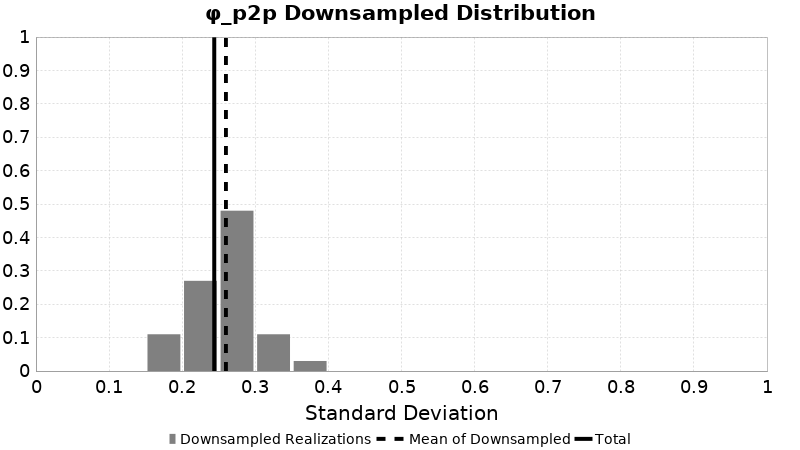 φ_p2p Downsampled Distribution
1
0.9
0.8
0.7
0.6
0.5
0.4
0.3
0.2
0.1
0
0 0.1 0.2 0.3 0.4 0.5 0.6 0.7 0.8 0.9 1
Standard Deviation
Downsampled Realizations Mean of Downsampled Total